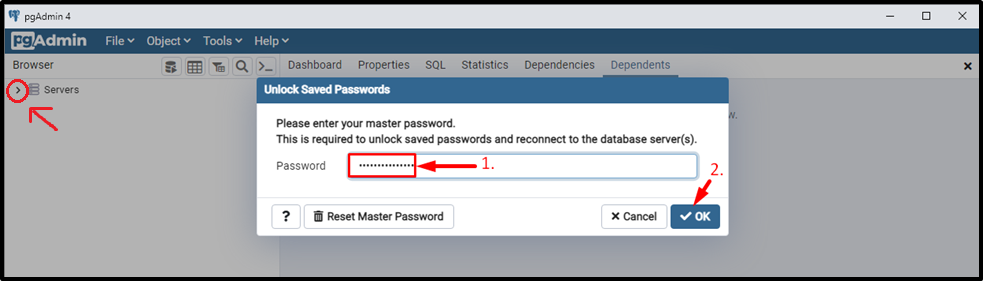 pgAdmin 4
pgAdmin File Object Tools Help
Browser Dashboard Properties SQL Statistics Dependencies Dependents
Servers
Unlock Saved Passwords
w.
Please enter your master password.
This is required to unlock saved passwords and reconnect to the database server(s).
Password ••••••••••••••• 1.
2.
? Reset Master Password Cancel OK